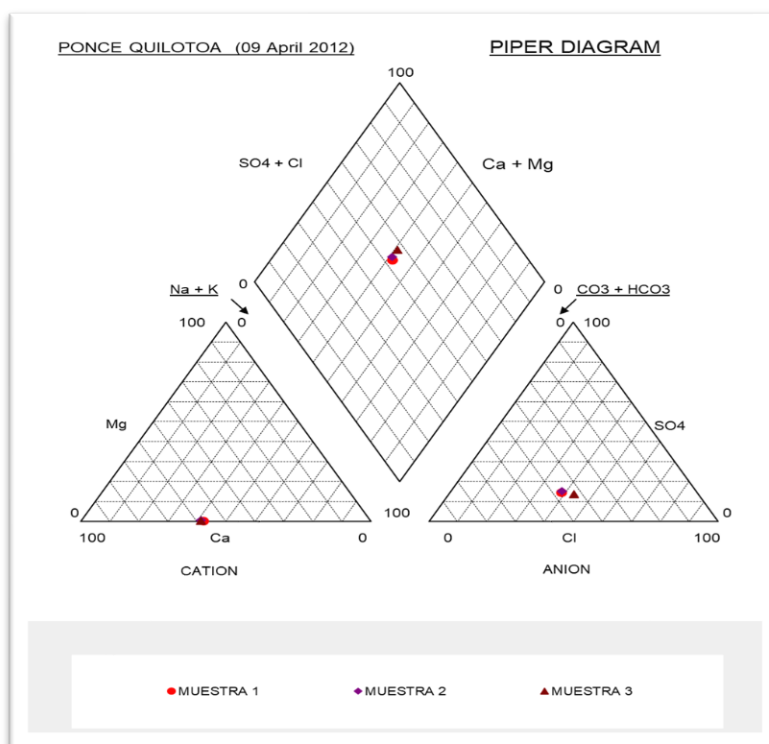 PONCE QUILOTOA (09 April 2012)
PIPER DIAGRAM
100
SO4 + Cl
Ca + Mg
0
0
Na + K
CO3 + HCO3
100
0
0
100
Mg
SO4
0
100
0
100
Ca
0
0
Cl
100
CATION
ANION
MUESTRA 1
MUESTRA 2
MUESTRA 3